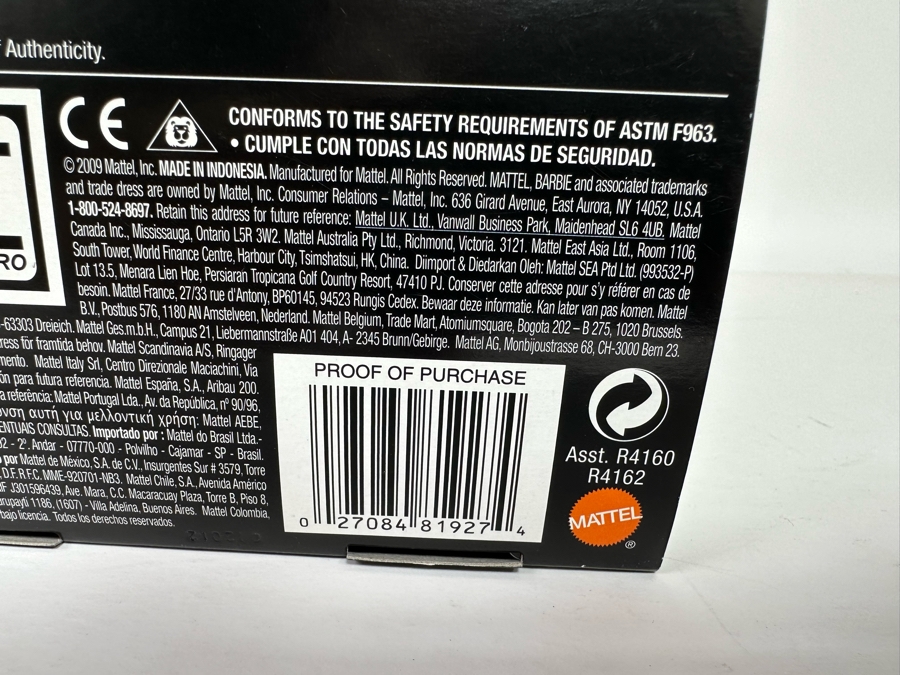 Authenticity.
CE
CONFORMS TO THE SAFETY REQUIREMENTS OF ASTM F963.
• CUMPLE CON TODAS LAS NORMAS DE SEGURIDAD.
© 2009 Mattel, Inc. MADE IN INDONESIA. Manufactured for Mattel. All Rights Reserved. MATTEL, BARBIE and associated trademarks
and trade dress are owned by Mattel, Inc. Consumer Relations – Mattel, Inc. 636 Girard Avenue, East Aurora, NY 14052, U.S.A.
1-800-524-8697. Retain this address for future reference: Mattel U.K. Ltd., Vanwall Business Park, Maidenhead SL6 4UB. Mattel
Canada Inc., Mississauga, Ontario L5R 3W2. Mattel Australia Pty Ltd., Richmond, Victoria. 3121. Mattel East Asia Ltd., Room 1106,
South Tower, World Finance Centre, Harbour City, Tsimshatsui, HK, China. Diimport & Diedarkan Oleh: Mattel SEA Ptd Ltd. (993532-P)
Lot 13.5, Menara Lien Hoe, Persiaran Tropicana Golf Country Resort, 47410 PJ. Conserver cette adresse pour s'y référer en cas de
besoin. Mattel France, 27/33 rue d'Antony, BP60145, 94523 Rungis Cedex. Bewaar deze informatie. Kan later van pas komen. Mattel
B.V., Postbus 576, 1180 AN Amstelveen, Nederland. Mattel Belgium, Trade Mart, Atomiumsquare, Bogota 202 – B 275, 1020 Brussels.
-63303 Dreieich. Mattel Ges.m.b.H., Campus 21, Liebermannstraße A01 404, A- 2345 Brunn/Gebirge. Mattel AG, Monbijoustrasse 68, CH-3000 Bern 23.
ress för framtida behov. Mattel Scandinavia A/S, Ringager
mento. Mattel Italy Srl, Centro Direzionale Maciachini, Via
ón para futura referencia. Mattel España, S.A., Aribau 200.
a referência: Mattel Portugal Lda., Av. da República, nº 90/96,
νση αυτή για μελλοντική χρήση: Mattel AEBE,
ENTUAIS CONSULTAS. Importado por : Mattel do Brasil Ltda.-
2 - 2º. Andar - 07770-000 - Polvilho - Cajamar - SP - Brasil.
por Mattel de México, S.A. de C.V., Insurgentes Sur # 3579, Torre
D.F. R.F.C. MME-920701-NB3. Mattel Chile, S.A., Avenida Américo
IF J301596439, Ave. Mara, C.C. Macaracuay Plaza, Torre B, Piso 8,
rupayti 1186, (1607) - Villa Adelina, Buenos Aires. Mattel Colombia,
bajo licencia. Todos los derechos reservados.
RO
PROOF OF PURCHASE
0 27084 81927 4
Asst. R4160
R4162
MATTEL
®